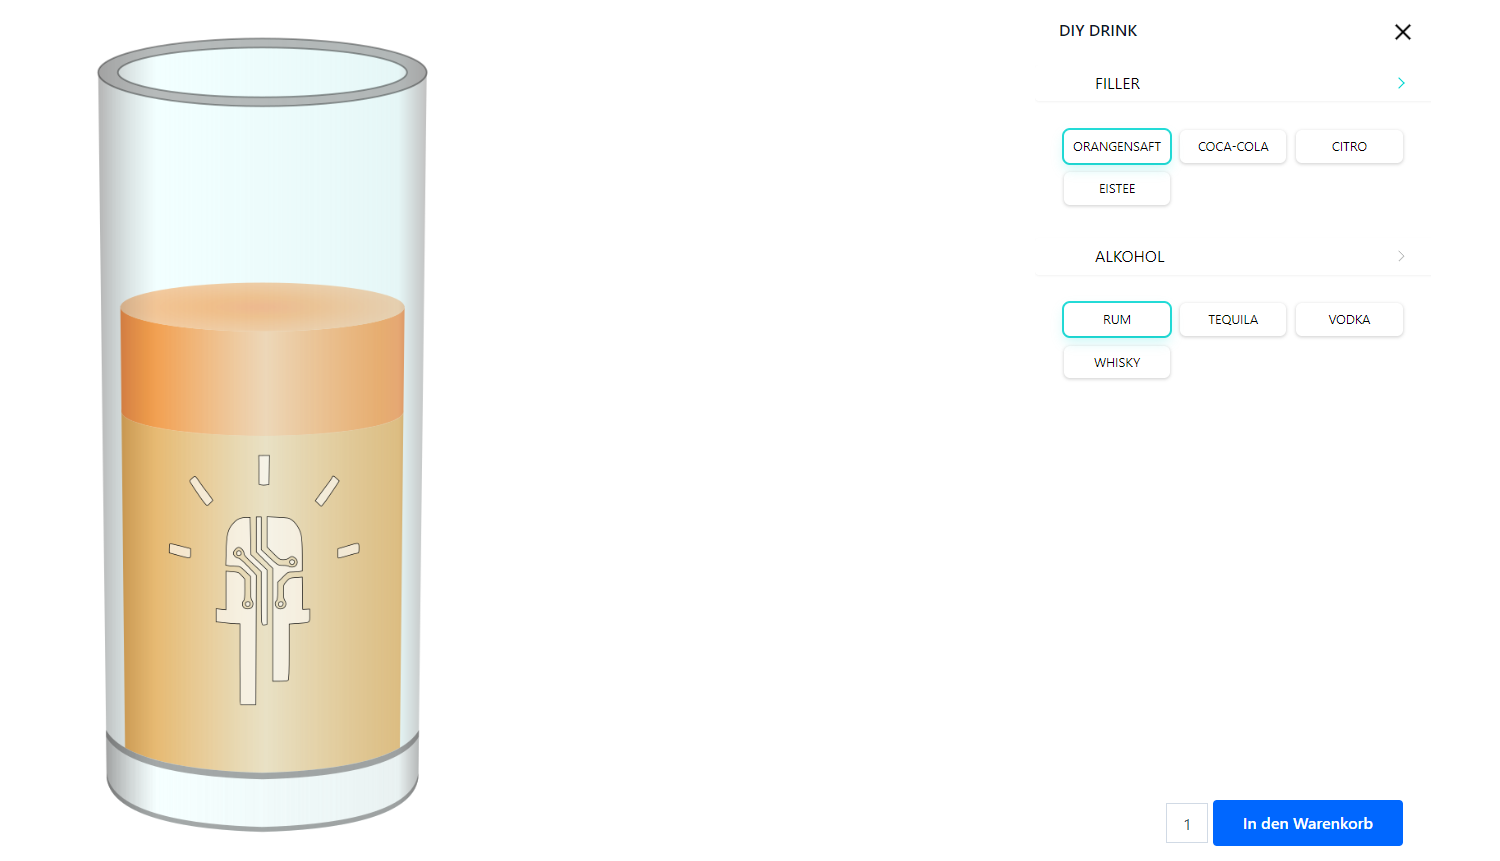 DIY DRINK
FILLER
ORANGENSAFT COCA-COLA CITRO
EISTEE
ALKOHOL
RUM TEQUILA VODKA
WHISKY
1 In den Warenkorb